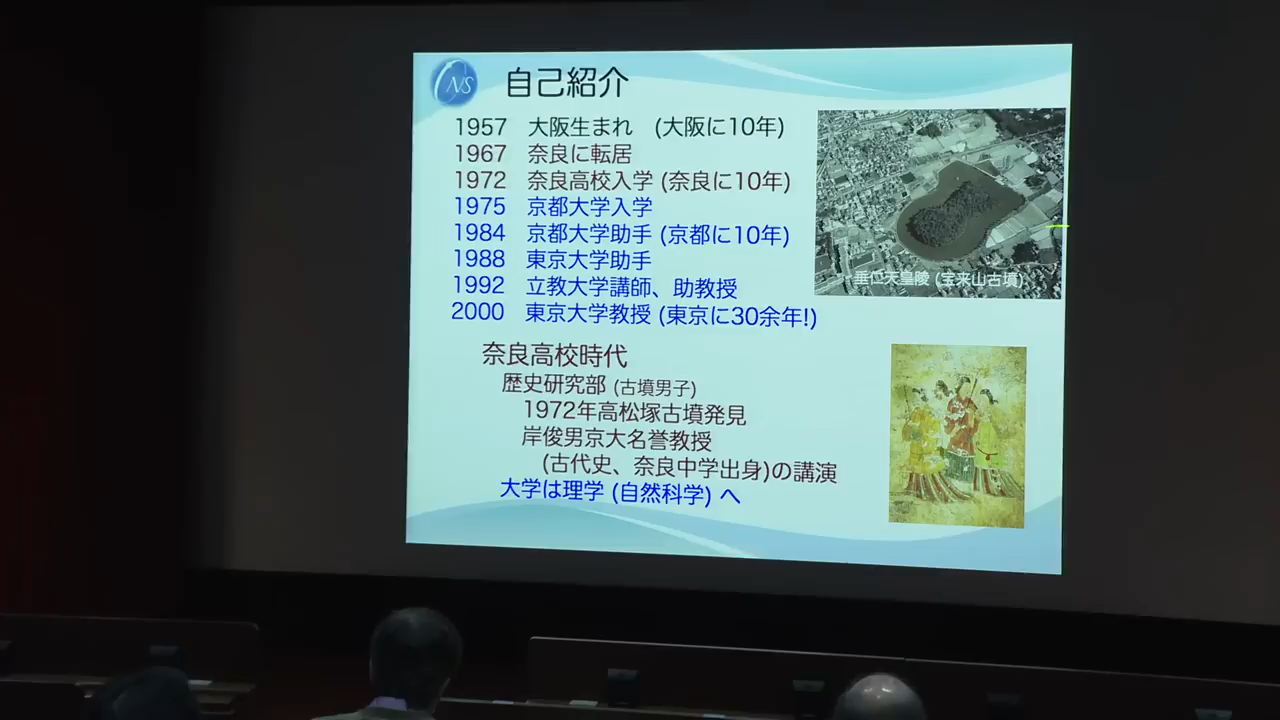 CNS
自己紹介
1957 大阪生まれ (大阪に10年)
1967 奈良に転居
1972 奈良高校入学 (奈良に10年)
1975 京都大学入学
1984 京都大学助手 (京都に10年)
1988 東京大学助手
1992 立教大学講師、助教授
2000 東京大学教授 (東京に30余年!)
垂仁天皇陵 (宝来山古墳)
奈良高校時代
歴史研究部 (古墳男子)
1972年高松塚古墳発見
岸俊男京大名誉教授
(古代史、奈良中学出身)の講演
大学は理学 (自然科学) へ